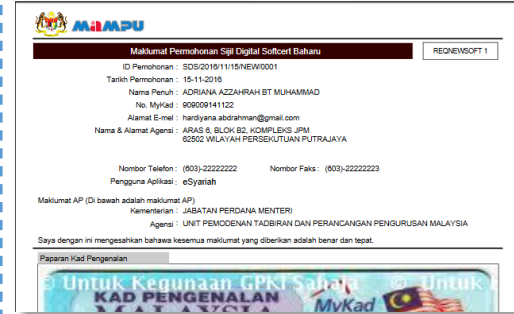 MAMPU
Maklumat Permohonan Sijil Digital Softcert Baharu
REQNEWSOFT 1
ID Pemohonan : SDS/2016/11/15/NEW/0001
Tarikh Permohonan : 15-11-2016
Nama Penuh : ADRIANA AZZAHRAH BT MUHAMMAD
No. MyKad : 909009141122
Alamat E-mel : hardiyana.abdrahman@gmail.com
Nama & Alamat Agensi : ARAS 6, BLOK B2, KOMPLEKS JPM
62502 WILAYAH PERSEKUTUAN PUTRAJAYA
Nombor Telefon : (603)-22222222 Nombor Faks : (603)-22222223
Pengguna Aplikasi : eSyariah
Maklumat AP (Di bawah adalah maklumat AP)
Kementerian : JABATAN PERDANA MENTERI
Agensi : UNIT PEMODENAN TADBIRAN DAN PERANCANGAN PENGURUSAN MALAYSIA
Saya dengan ini mengesahkan bahawa kesemua maklumat yang diberikan adalah benar dan tepat.
Paparan Kad Pengenalan
© Untuk Kegunaan GPKI Sahaja © Untuk
KAD PENGENALAN
MALAYSIA
MyKad